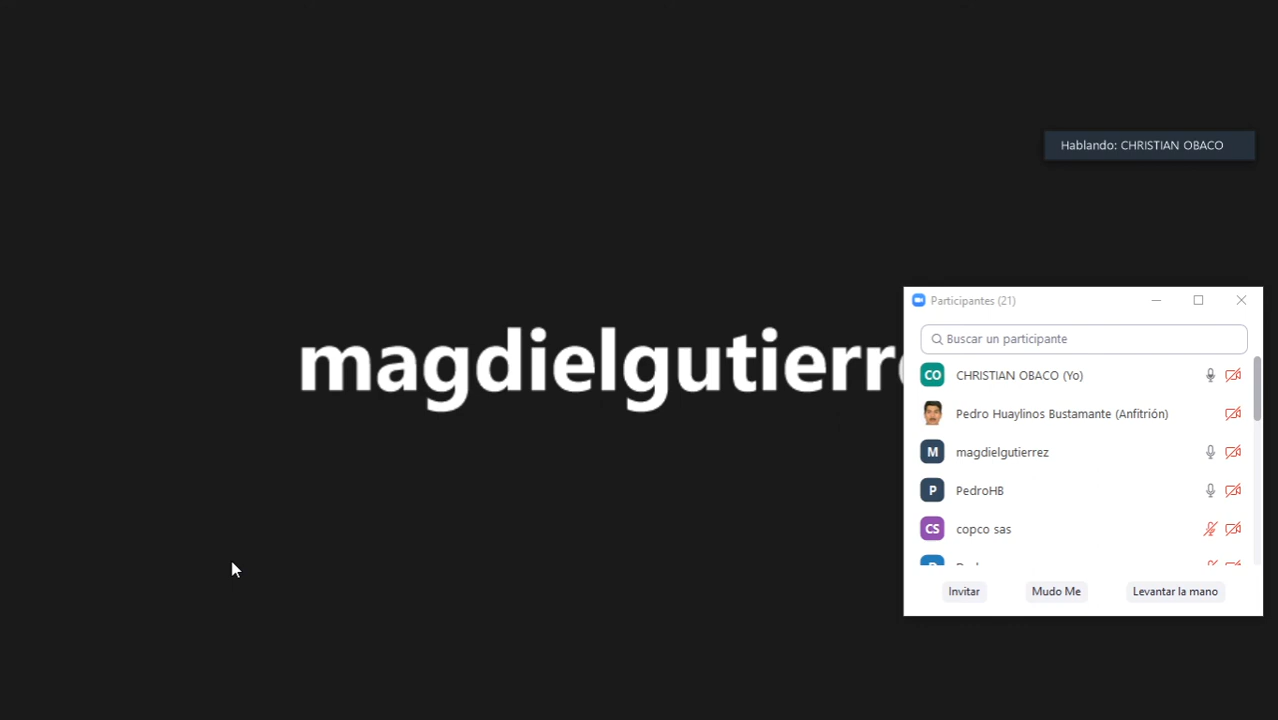 Hablando: CHRISTIAN OBACO
Participantes (21)
Buscar un participante
CO CHRISTIAN OBACO (Yo)
Pedro Huaylinos Bustamante (Anfitrión)
magdielgutierre
M magdielgutierrez
P PedroHB
CS copco sas
Invitar Mudo Me Levantar la mano